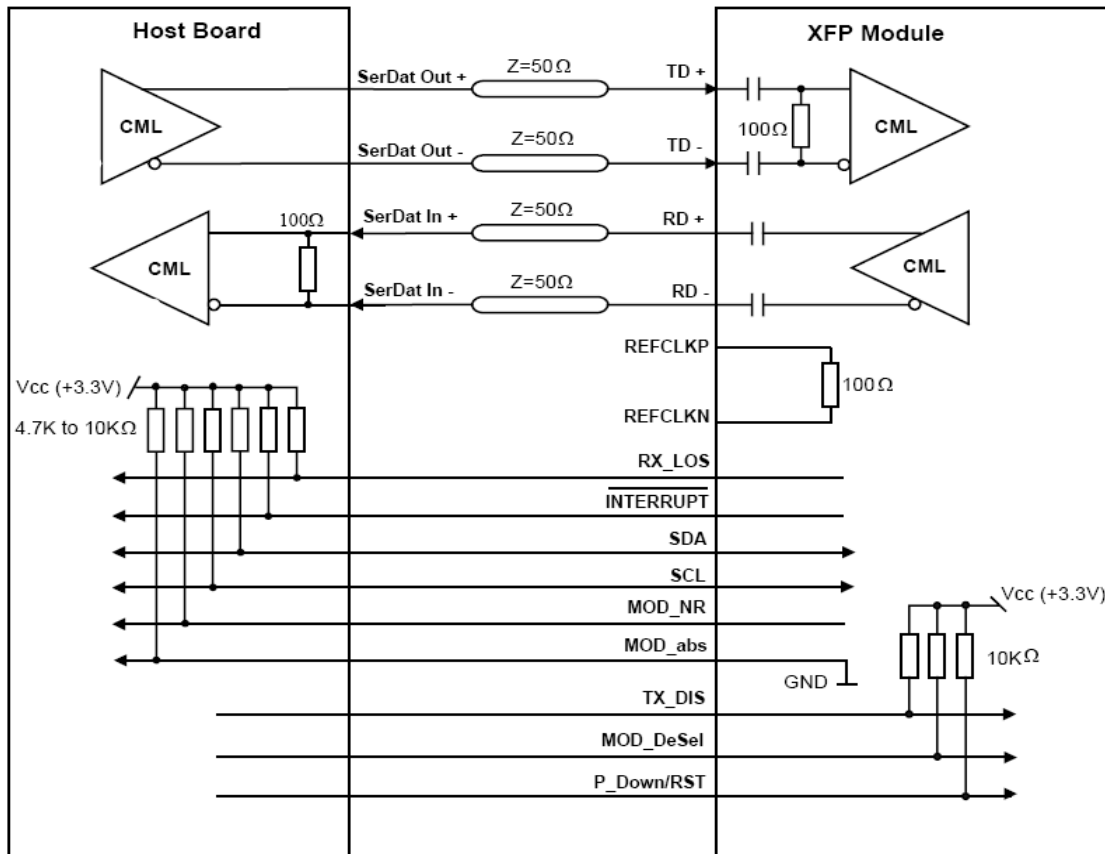 Host Board
XFP Module
SerDat Out +
Z=50Ω
TD +
CML
100Ω
CML
SerDat Out -
Z=50Ω
TD -
100Ω
SerDat In +
Z=50Ω
RD +
CML
CML
SerDat In -
Z=50Ω
RD -
REFCLKP
Vcc (+3.3V)
100Ω
4.7K to 10KΩ
REFCLKN
RX_LOS
INTERRUPT
SDA
SCL
Vcc (+3.3V)
MOD_NR
MOD_abs
10KΩ
GND
TX_DIS
MOD_DeSel
P_Down/RST